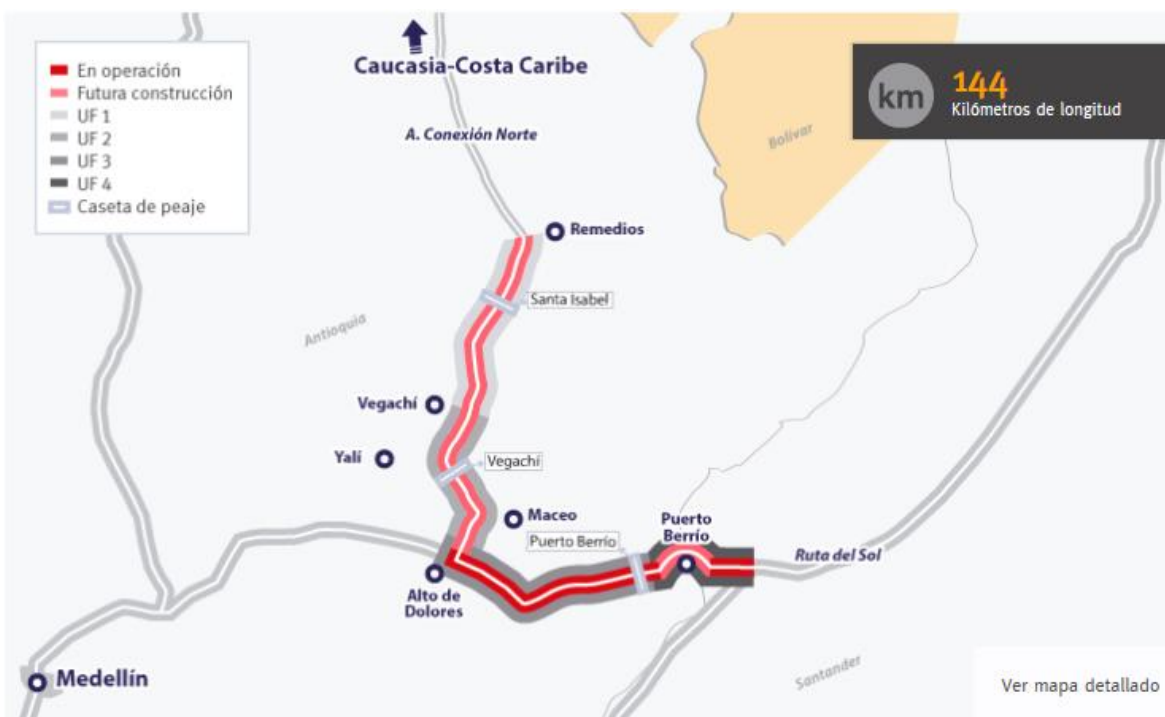 En operación
Futura construcción
UF 1
UF 2
UF 3
UF 4
Caseta de peaje
Caucasia-Costa Caribe
A. Conexión Norte
km
144
Kilómetros de longitud
Bolívar
Remedios
Santa Isabel
Antioquia
Vegachí
Yalí
Vegachí
Maceo
Puerto Berrío
Puerto
Berrío
Ruta del Sol
Alto de
Dolores
Medellín
Santander
Ver mapa detallado